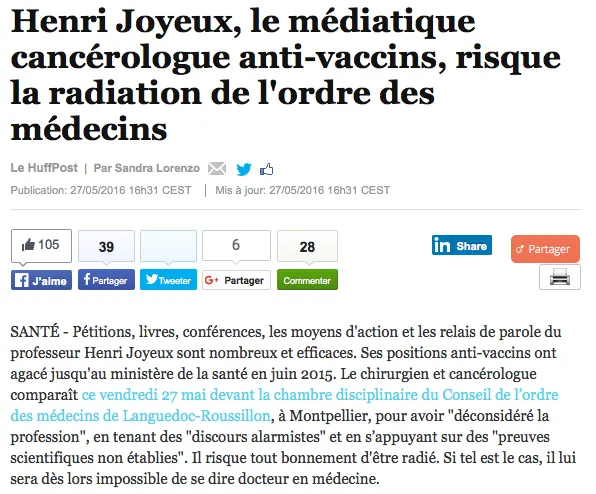 Henri Joyeux, le médiatique
cancérologue anti-vaccins, risque
la radiation de l'ordre des
médecins
Le HuffPost | Par Sandra Lorenzo
Publication: 27/05/2016 16h31 CEST | Mis à jour: 27/05/2016 16h31 CEST
105 39 6 28 in Share Partager
J'aime Partager Tweeter G+ Partager Commenter
SANTÉ - Pétitions, livres, conférences, les moyens d'action et les relais de parole du
professeur Henri Joyeux sont nombreux et efficaces. Ses positions anti-vaccins ont
agacé jusqu'au ministère de la santé en juin 2015. Le chirurgien et cancérologue
comparaît ce vendredi 27 mai devant la chambre disciplinaire du Conseil de l'ordre
des médecins de Languedoc-Roussillon, à Montpellier, pour avoir "déconsidéré la
profession", en tenant des "discours alarmistes" et en s'appuyant sur des "preuves
scientifiques non établies". Il risque tout bonnement d'être radié. Si tel est le cas, il lui
sera dès lors impossible de se dire docteur en médecine.